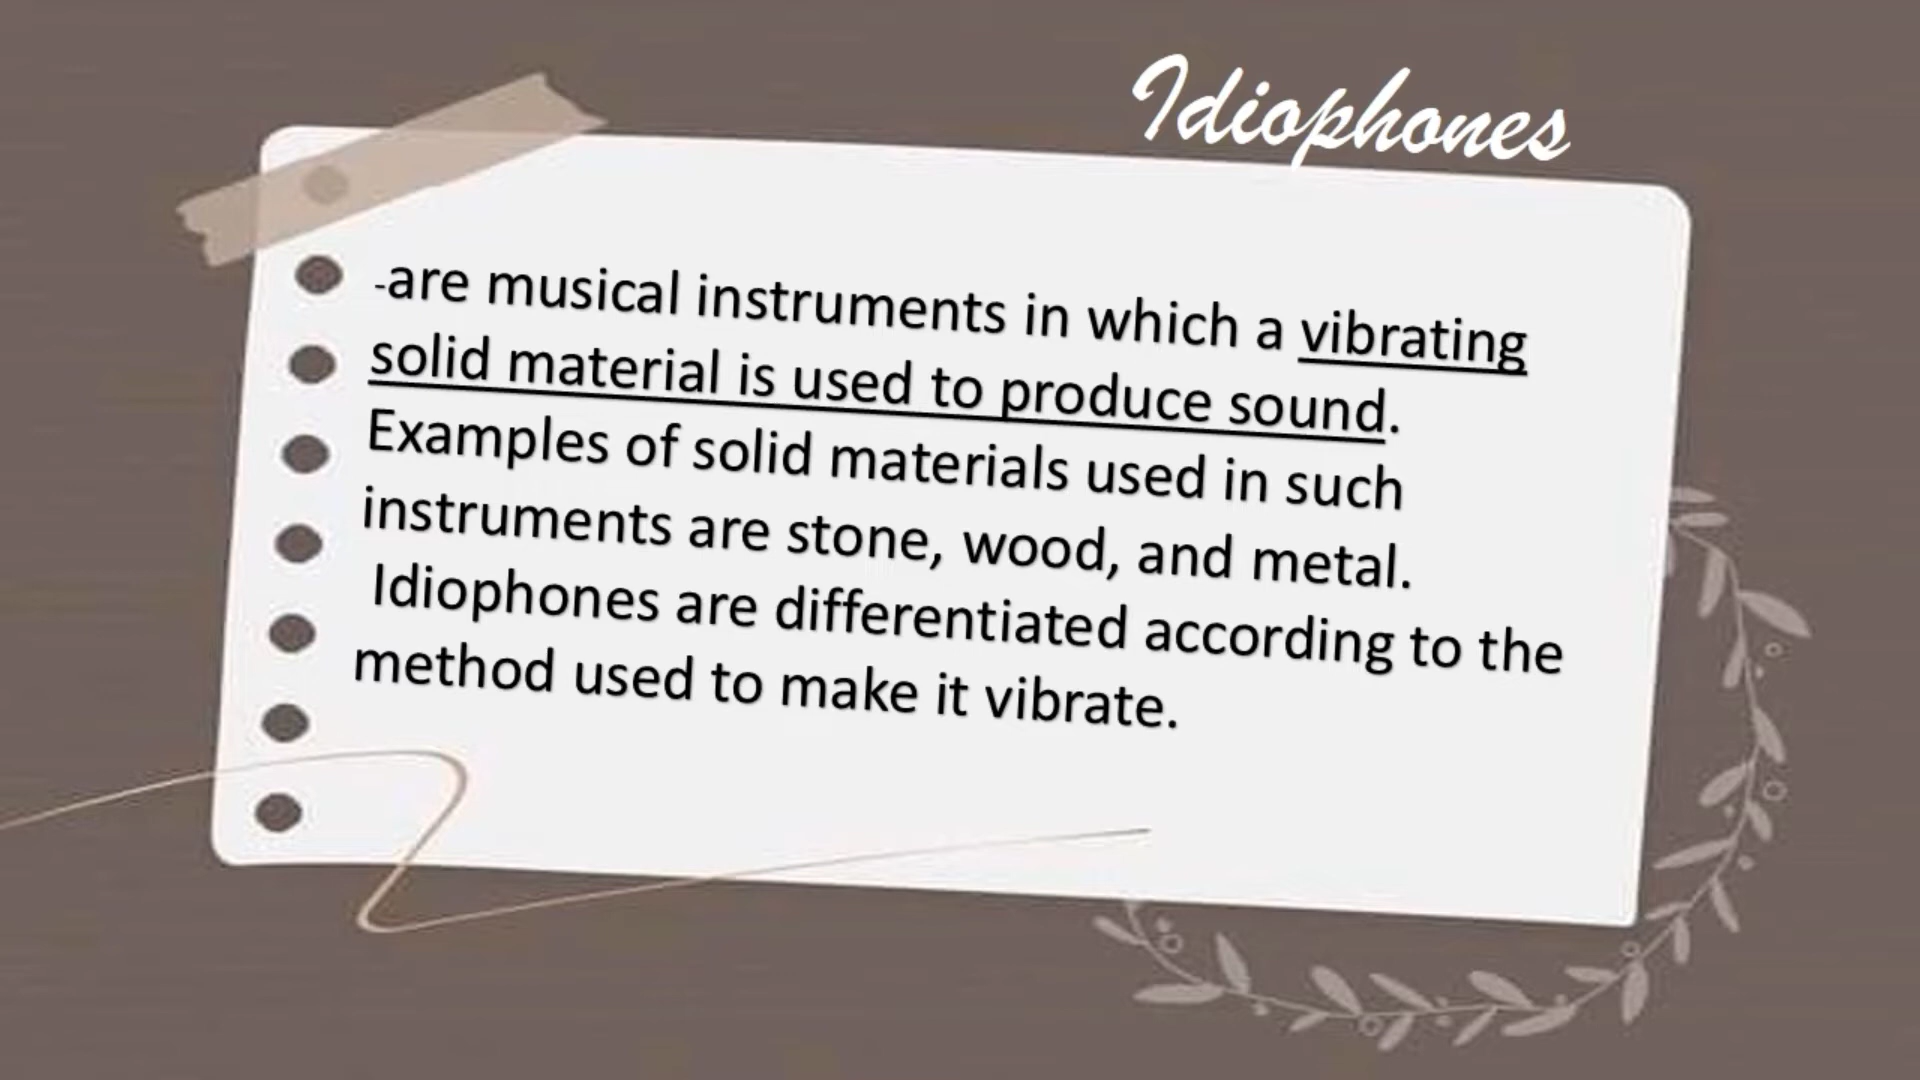 Idiophones
-are musical instruments in which a vibrating
solid material is used to produce sound.
Examples of solid materials used in such
instruments are stone, wood, and metal.
Idiophones are differentiated according to the
method used to make it vibrate.